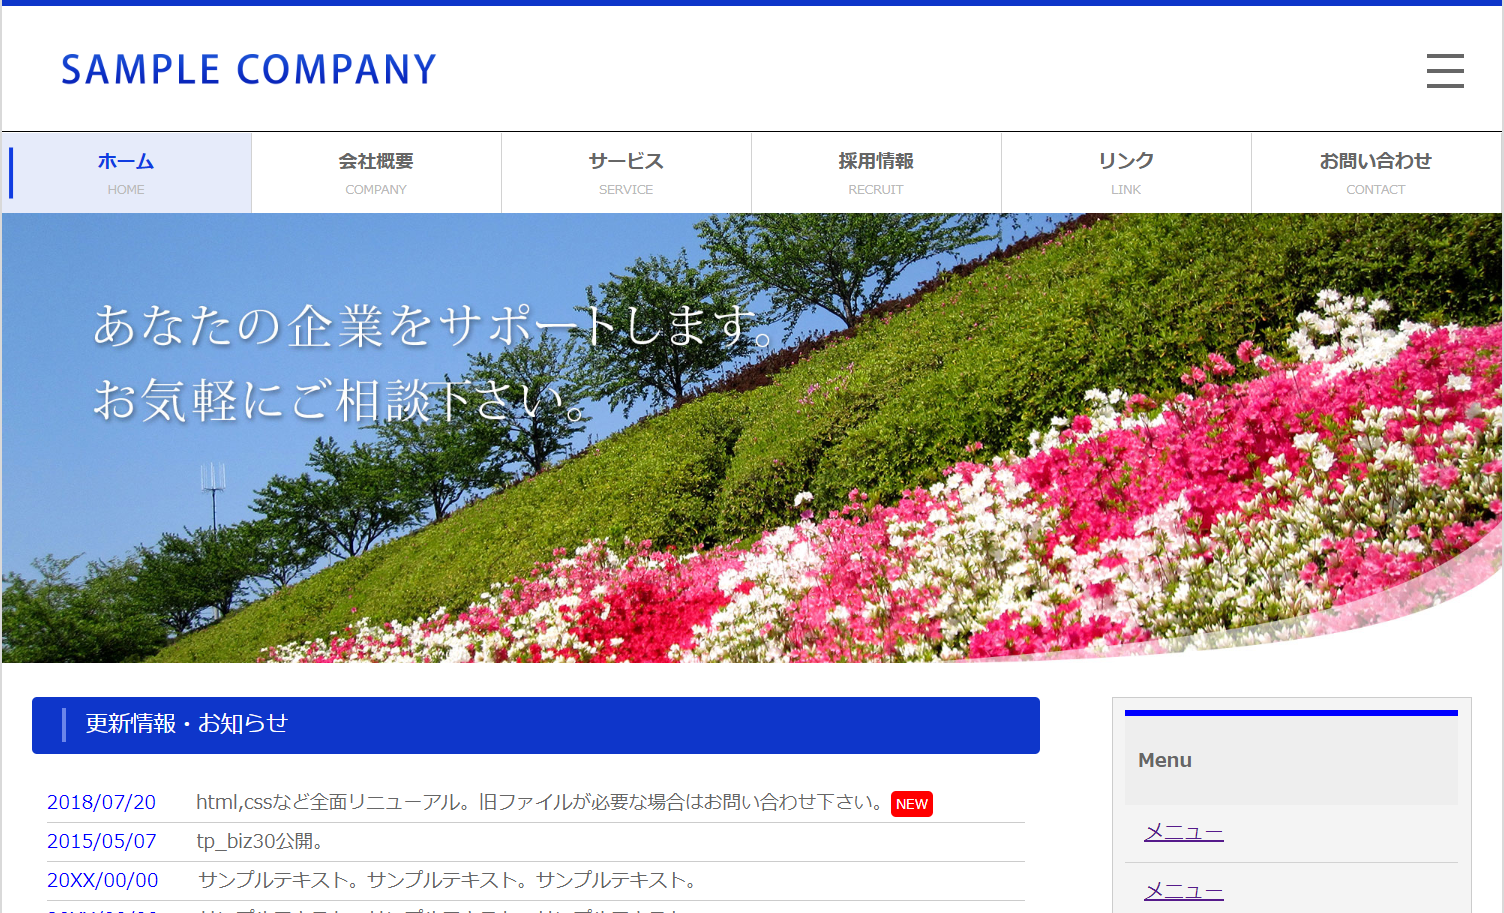 SAMPLE COMPANY
ホーム
HOME
会社概要
COMPANY
サービス
SERVICE
採用情報
RECRUIT
リンク
LINK
お問い合わせ
CONTACT
あなたの企業をサポートします。
お気軽にご相談下さい。
更新情報・お知らせ
2018/07/20 html,cssなど全面リニューアル。旧ファイルが必要な場合はお問い合わせ下さい。 NEW
2015/05/07 tp_biz30公開。
20XX/00/00 サンプルテキスト。サンプルテキスト。サンプルテキスト。
Menu
メニュー
メニュー